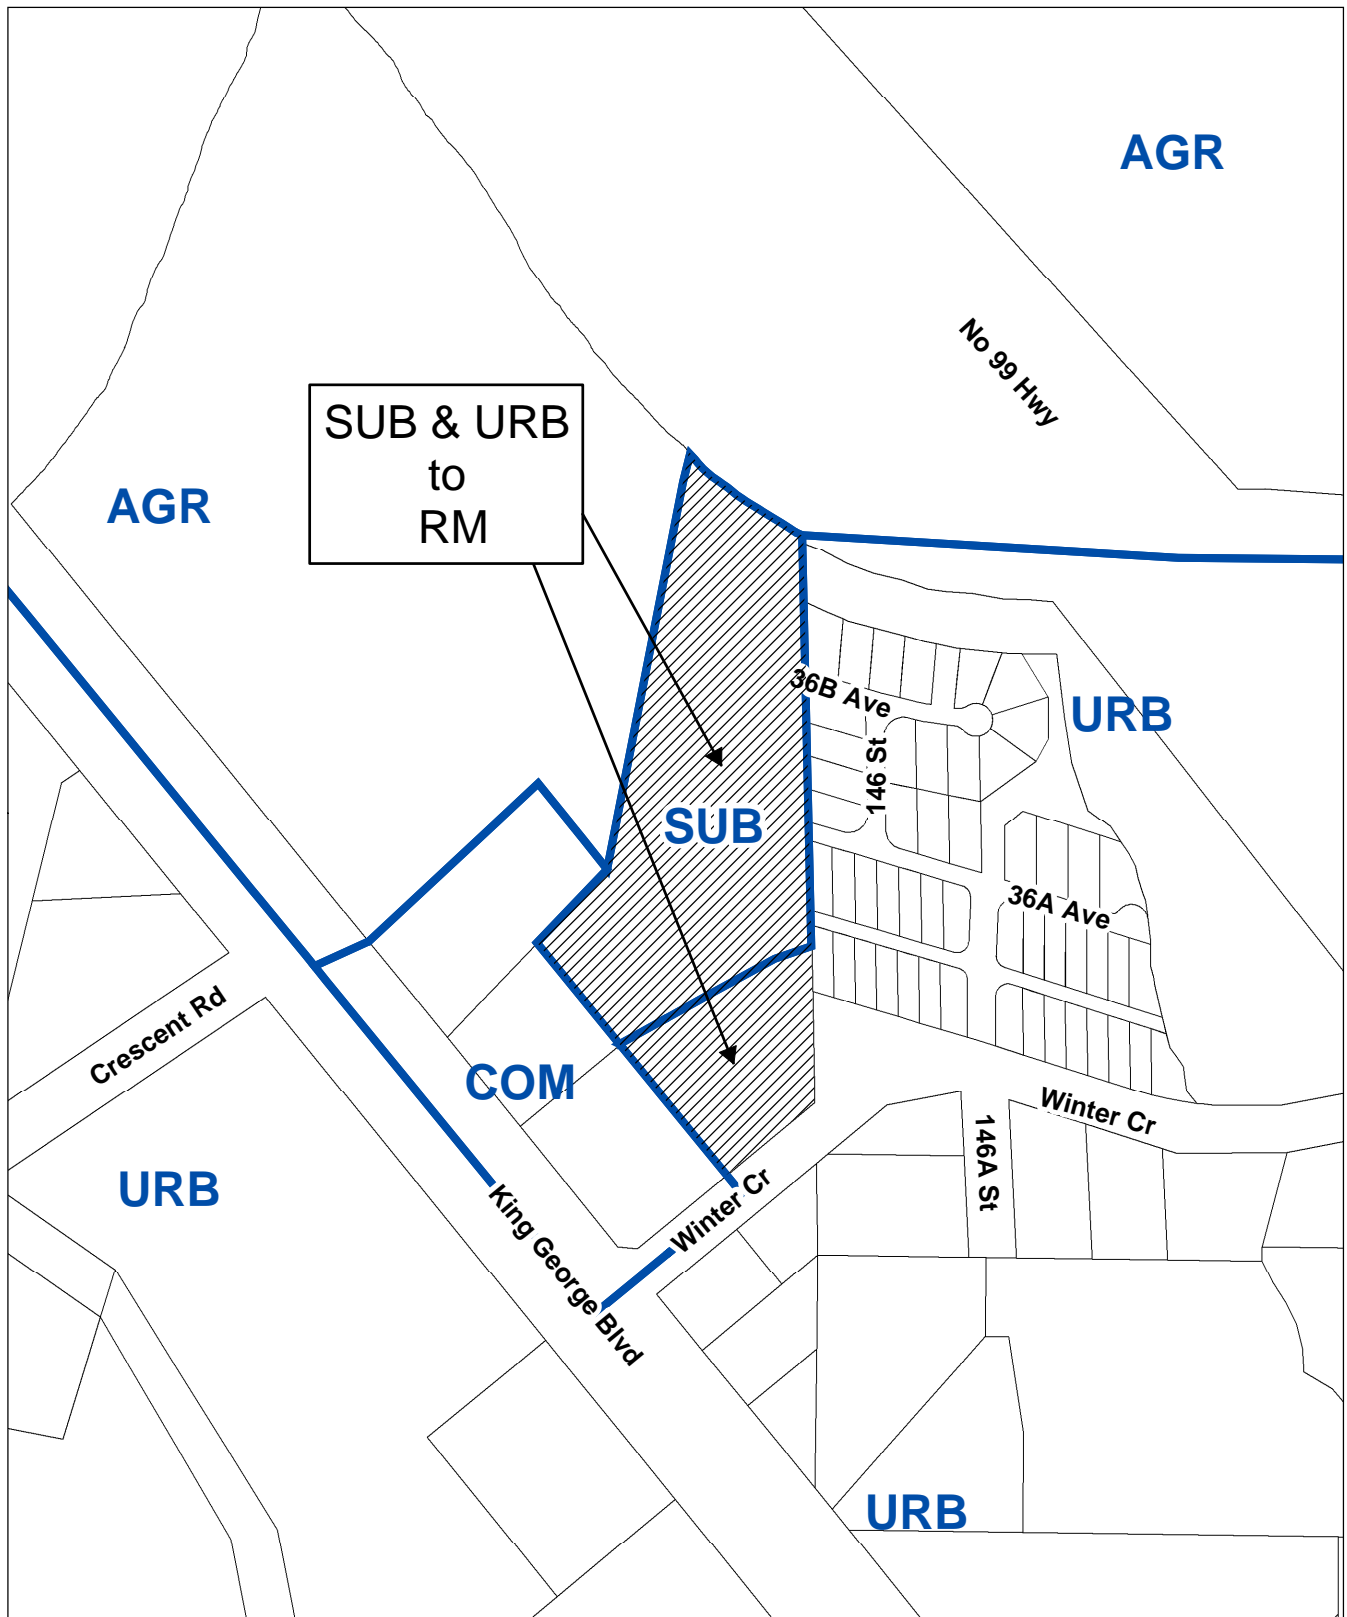 AGR
No 99 Hwy
SUB & URB
to
RM
AGR
36B Ave
URB
146 St
SUB
36A Ave
Crescent Rd
COM
Winter Cr
146A St
URB
Winter Cr
King George Blvd
URB